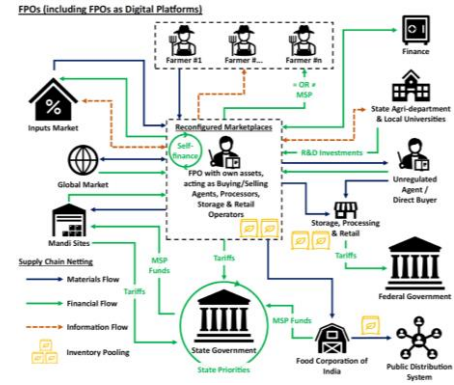 FPOs (including FPOs as Digital Platforms)
Farmer #1
Farmer #...
Farmer #n
Finance
= OR ≠
MSP
Inputs Market
Reconfigured Marketplaces
Self-
finance
State Agri-department
& Local Universities
R&D Investments
FPO with own assets,
acting as Buying/Selling
Agents, Processors,
Storage & Retail
Operators
Global Market
Unregulated
Agent /
Direct Buyer
Mandi Sites
Storage, Processing
& Retail
MSP
Funds
Tariffs
Tariffs
Tariffs
Federal Government
Supply Chain Netting
Materials Flow
Financial Flow
Information Flow
Inventory Pooling
MSP Funds
State Government
State Priorities
Food Corporation of
India
Public Distribution
System